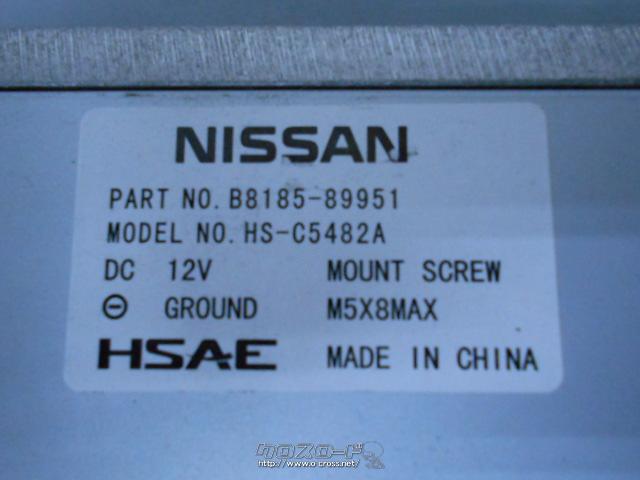 NISSAN
PART NO. B8185-89951
MODEL NO. HS-C5482A
DC 12V MOUNT SCREW
⊖ GROUND M5X8MAX
HSAE MADE IN CHINA
クロスロード
http://www.o-cross.net/